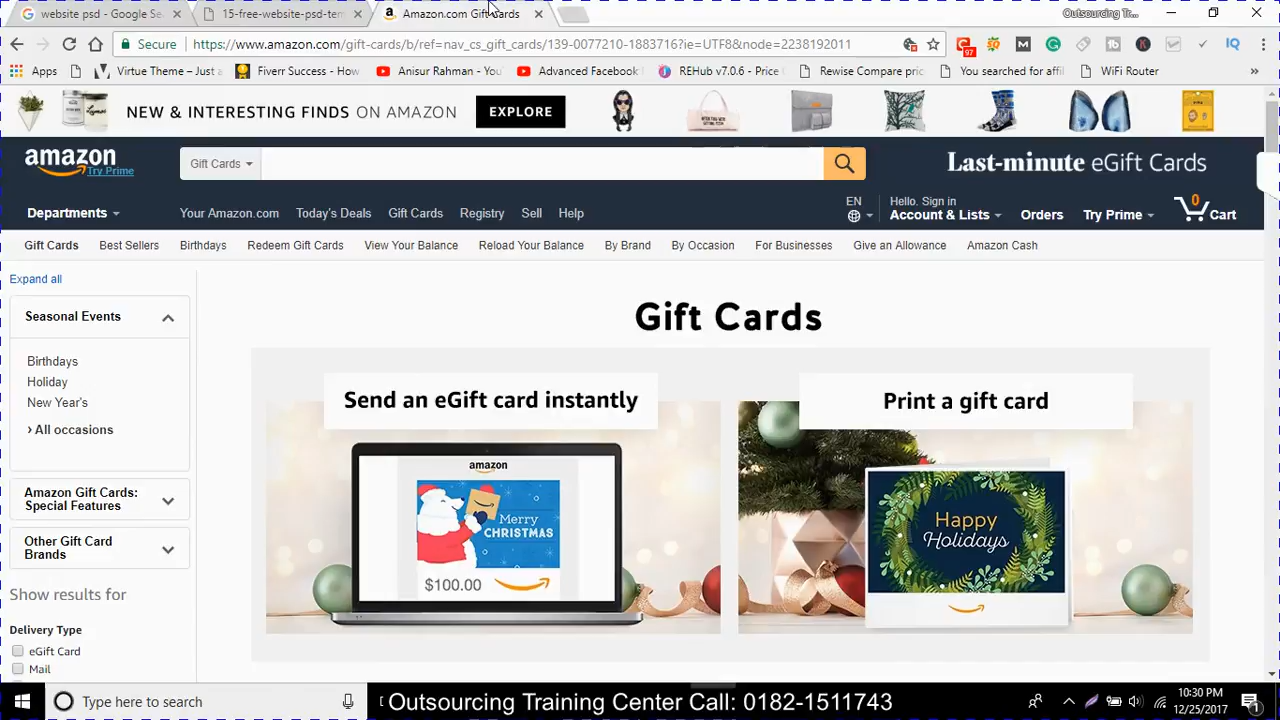 website psd - Google Se
15-free-website-psd-tem
Amazon.com Gift Cards
Outsourcing Tr...
Secure
https://www.amazon.com/gift-cards/b/ref=nav_cs_gift_cards/139-0077210-1883716?ie=UTF8&node=2238192011
97
IQ
Apps
Virtue Theme – Just a
Fiverr Success - How
Anisur Rahman - You
Advanced Facebook
REHub v7.0.6 - Price
Rewise Compare pric
You searched for affil
WiFi Router
NEW & INTERESTING FINDS ON AMAZON
EXPLORE
amazon
Try Prime
Gift Cards
Last-minute eGift Cards
Departments
Your Amazon.com
Today's Deals
Gift Cards
Registry
Sell
Help
EN
Hello. Sign in
Account & Lists
Orders
Try Prime
0
Cart
Gift Cards
Best Sellers
Birthdays
Redeem Gift Cards
View Your Balance
Reload Your Balance
By Brand
By Occasion
For Businesses
Give an Allowance
Amazon Cash
Expand all
Seasonal Events
Birthdays
Holiday
New Year's
› All occasions
Amazon Gift Cards:
Special Features
Other Gift Card
Brands
Show results for
Delivery Type
eGift Card
Mail
Gift Cards
Send an eGift card instantly
amazon
Merry
CHRISTMAS
$100.00
Print a gift card
Happy
Holidays
Type here to search
Outsourcing Training Center Call: 0182-1511743
10:30 PM
12/25/2017
1